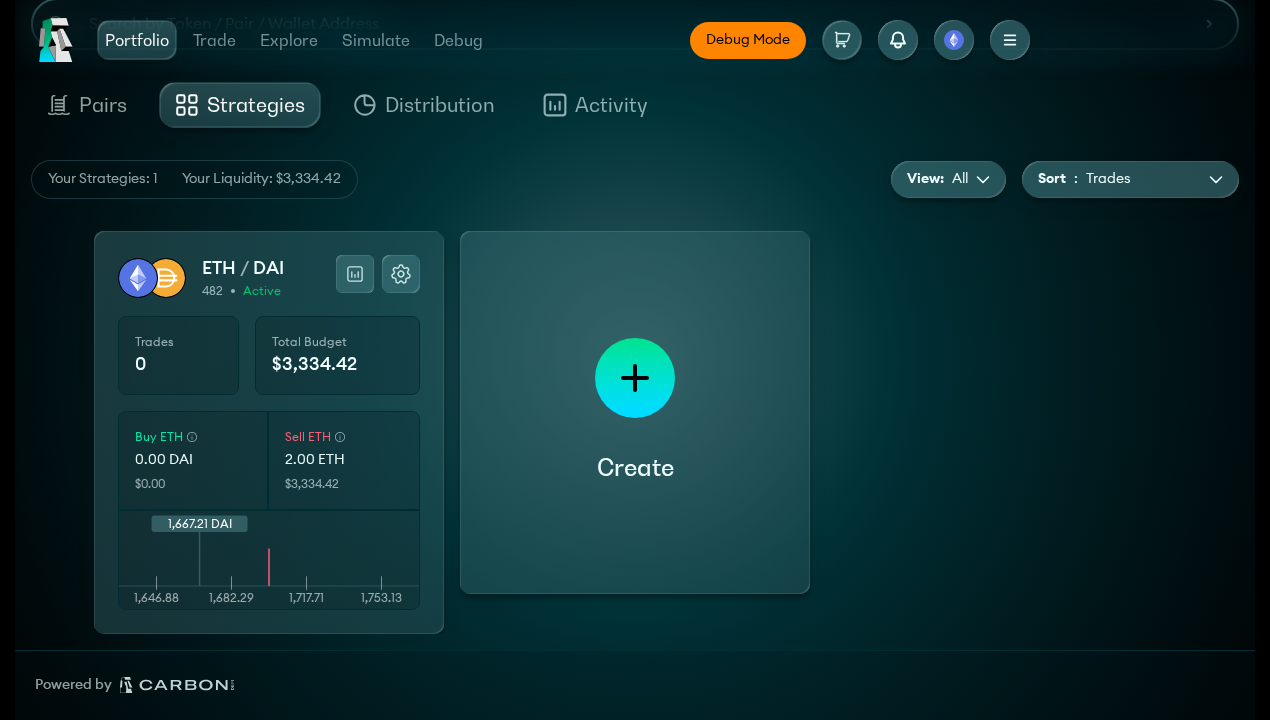 Search by Token / Pair / Wallet Address
Portfolio Trade Explore Simulate Debug Debug Mode
Pairs Strategies Distribution Activity
Your Strategies: 1 Your Liquidity: $3,334.42
View: All Sort : Trades
ETH / DAI
482 • Active
Trades Total Budget
0 $3,334.42
Buy ETH Sell ETH
0.00 DAI 2.00 ETH
$0.00 $3,334.42
1,667.21 DAI
1,646.88 1,682.29 1,717.71 1,753.13
Create
Powered by CARBON